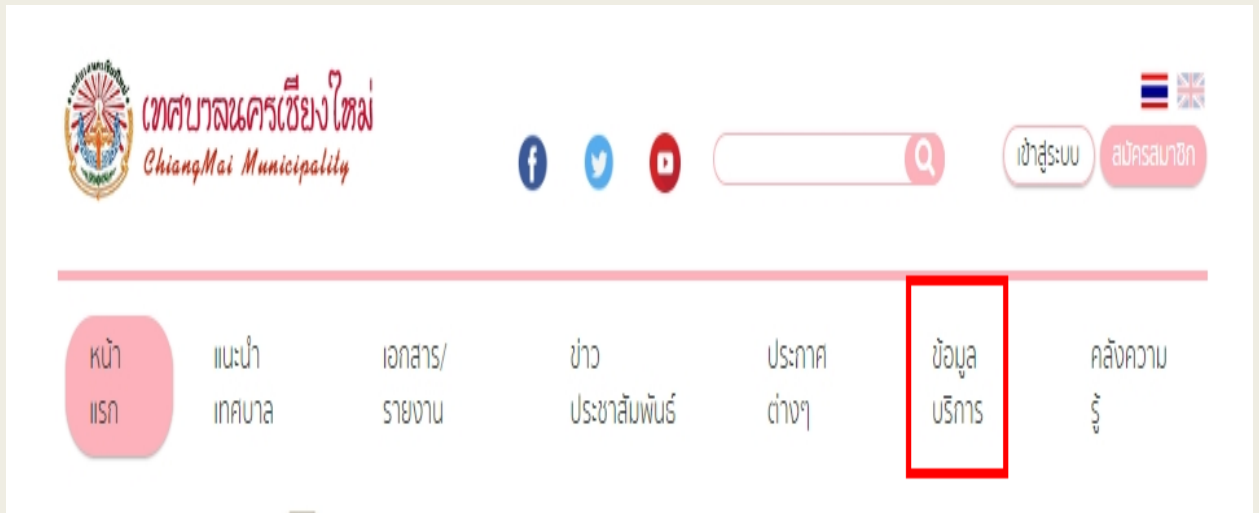 เทศบาลนครเชียงใหม่
ChiangMai Municipality
เข้าสู่ระบบ
สมัครสมาชิก
หน้า
แรก
แนะนำ
เทศบาล
เอกสาร/
รายงาน
ข่าว
ประชาสัมพันธ์
ประกาศ
ต่างๆ
ข้อมูล
บริการ
คลังความ
รู้